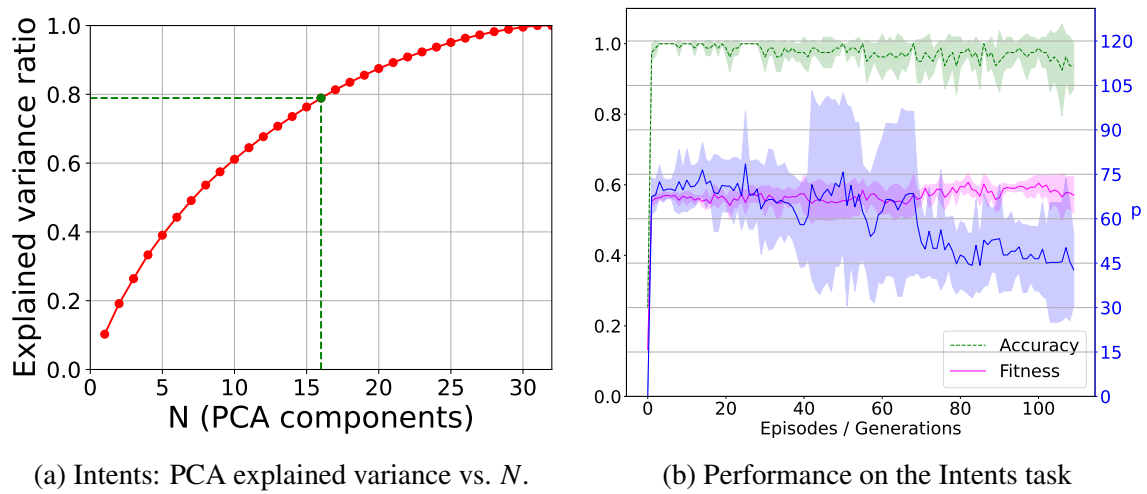 Explained variance ratio
1.0
0.8
0.6
0.4
0.2
0.0
0 5 10 15 20 25 30
N (PCA components)
(a) Intents: PCA explained variance vs. N.
1.0
0.8
0.6
0.4
0.2
0.0
120
105
90
75
60
45
30
15
0
p
Accuracy
Fitness
0 20 40 60 80 100
Episodes / Generations
(b) Performance on the Intents task